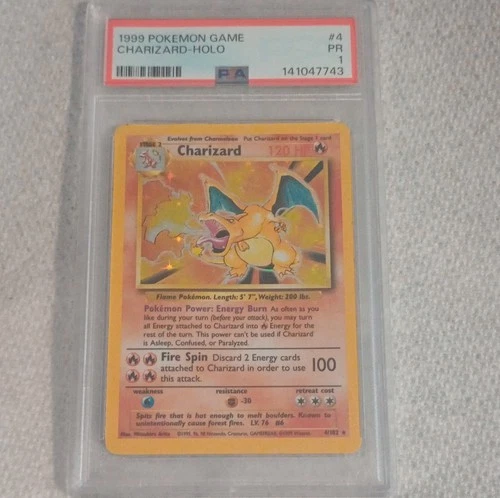 1999 POKEMON GAME #4
CHARIZARD-HOLO PR
1
PSA 141047743
Evolves from Charmeleon Put Charizard on the Stage 1 card
STAGE 2 Charizard 120 HP
Flame Pokémon. Length: 5' 7", Weight: 200 lbs.
Pokémon Power: Energy Burn As often as you
like during your turn (before your attack), you may turn
all Energy attached to Charizard into Energy for the
rest of the turn. This power can't be used if Charizard
is Asleep, Confused, or Paralyzed.
Fire Spin Discard 2 Energy cards
attached to Charizard in order to use 100
this attack.
weakness resistance retreat cost
-30
Spits fire that is hot enough to melt boulders. Known to
unintentionally cause forest fires. LV. 76 #6
Illus. Mitsuhiro Arita 4/102 ★